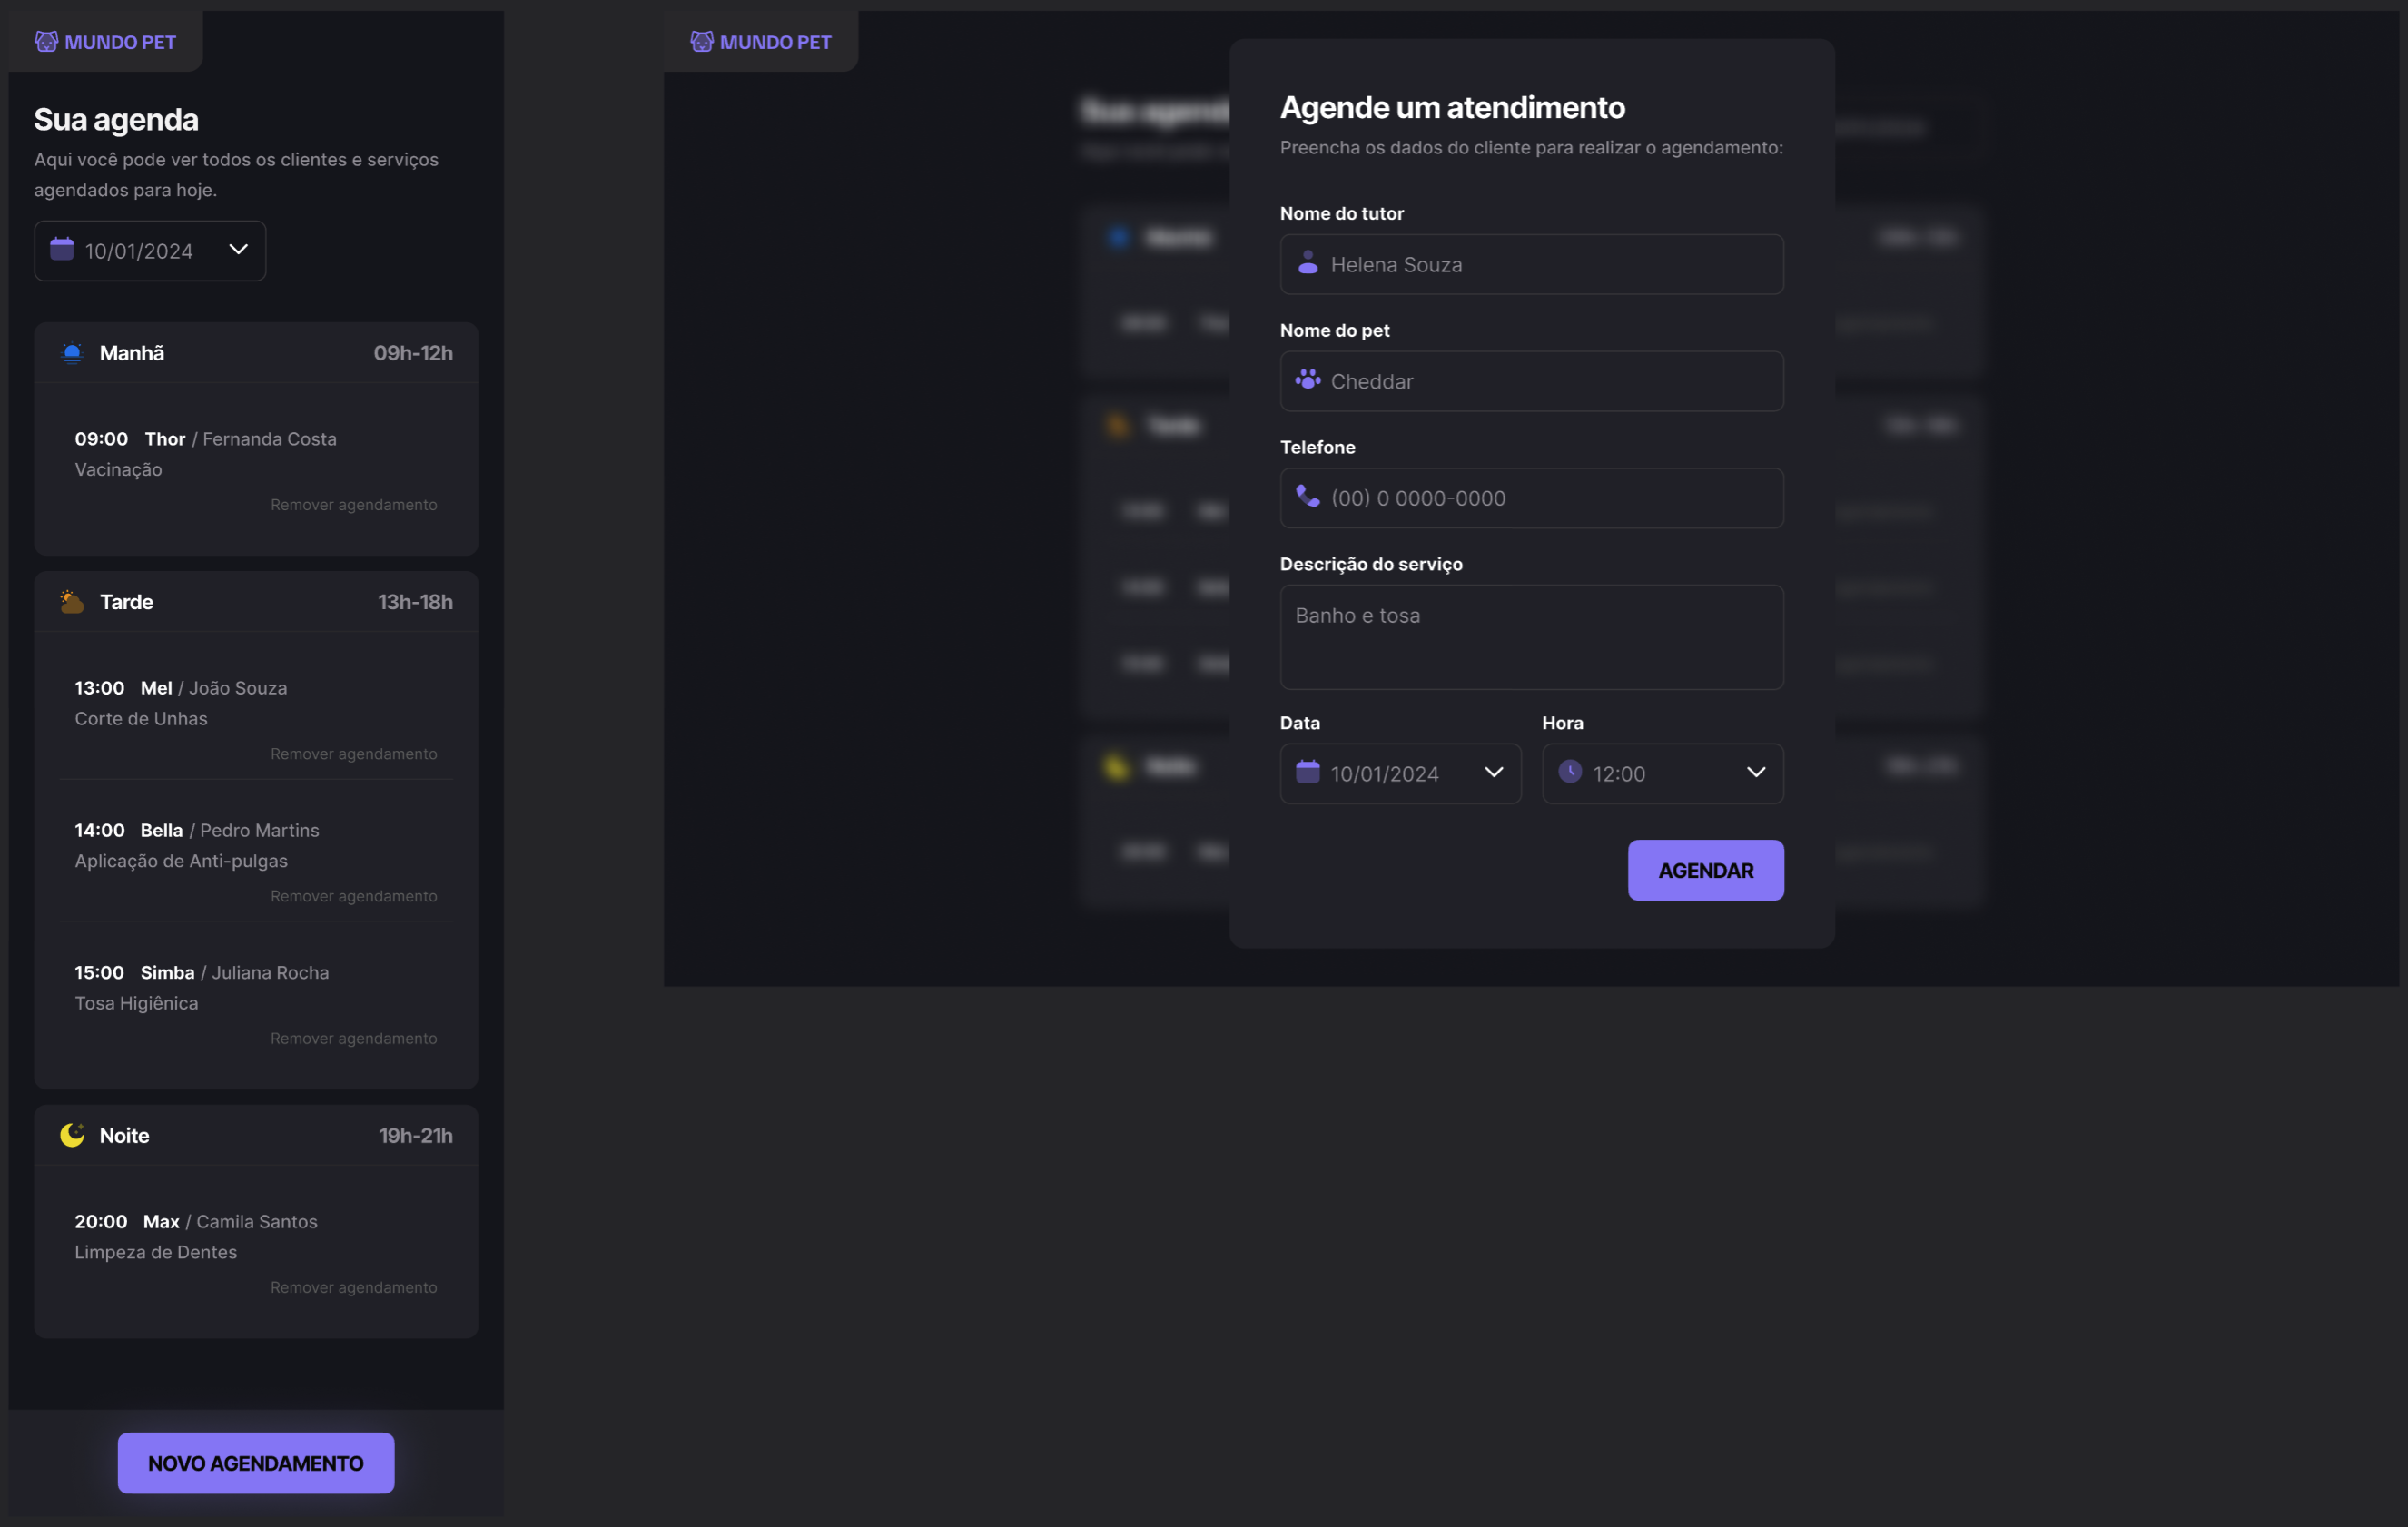 MUNDO PET
Sua agenda
Aqui você pode ver todos os clientes e serviços
agendados para hoje.
10/01/2024
Manhã 09h-12h
09:00 Thor / Fernanda Costa
Vacinação
Remover agendamento
Tarde 13h-18h
13:00 Mel / João Souza
Corte de Unhas
Remover agendamento
14:00 Bella / Pedro Martins
Aplicação de Anti-pulgas
Remover agendamento
15:00 Simba / Juliana Rocha
Tosa Higiênica
Remover agendamento
Noite 19h-21h
20:00 Max / Camila Santos
Limpeza de Dentes
Remover agendamento
NOVO AGENDAMENTO
MUNDO PET
Agende um atendimento
Preencha os dados do cliente para realizar o agendamento:
Nome do tutor
Helena Souza
Nome do pet
Cheddar
Telefone
(00) 0 0000-0000
Descrição do serviço
Banho e tosa
Data Hora
10/01/2024 12:00
AGENDAR